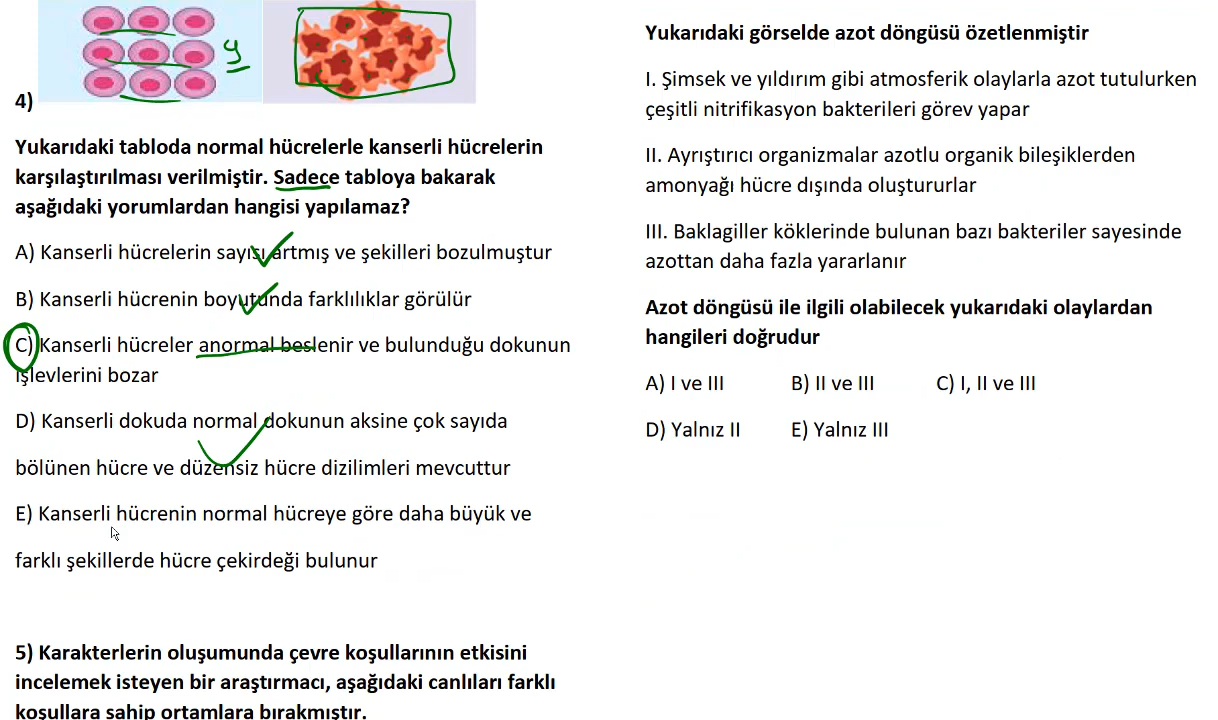 y
4)
Yukarıdaki tabloda normal hücrelerle kanserli hücrelerin
karşılaştırılması verilmiştir. Sadece tabloya bakarak
aşağıdaki yorumlardan hangisi yapılamaz?
A) Kanserli hücrelerin sayısı artmış ve şekilleri bozulmuştur
B) Kanserli hücrenin boyutunda farklılıklar görülür
C) Kanserli hücreler anormal beslenir ve bulunduğu dokunun
işlevlerini bozar
D) Kanserli dokuda normal dokunun aksine çok sayıda
bölünen hücre ve düzensiz hücre dizilimleri mevcuttur
E) Kanserli hücrenin normal hücreye göre daha büyük ve
farklı şekillerde hücre çekirdeği bulunur
5) Karakterlerin oluşumunda çevre koşullarının etkisini
incelemek isteyen bir araştırmacı, aşağıdaki canlıları farklı
koşullara sahip ortamlara bırakmıştır.
Yukarıdaki görselde azot döngüsü özetlenmiştir
I. Şimsek ve yıldırım gibi atmosferik olaylarla azot tutulurken
çeşitli nitrifikasyon bakterileri görev yapar
II. Ayrıştırıcı organizmalar azotlu organik bileşiklerden
amonyağı hücre dışında oluştururlar
III. Baklagiller köklerinde bulunan bazı bakteriler sayesinde
azottan daha fazla yararlanır
Azot döngüsü ile ilgili olabilecek yukarıdaki olaylardan
hangileri doğrudur
A) I ve III B) II ve III C) I, II ve III
D) Yalnız II E) Yalnız III